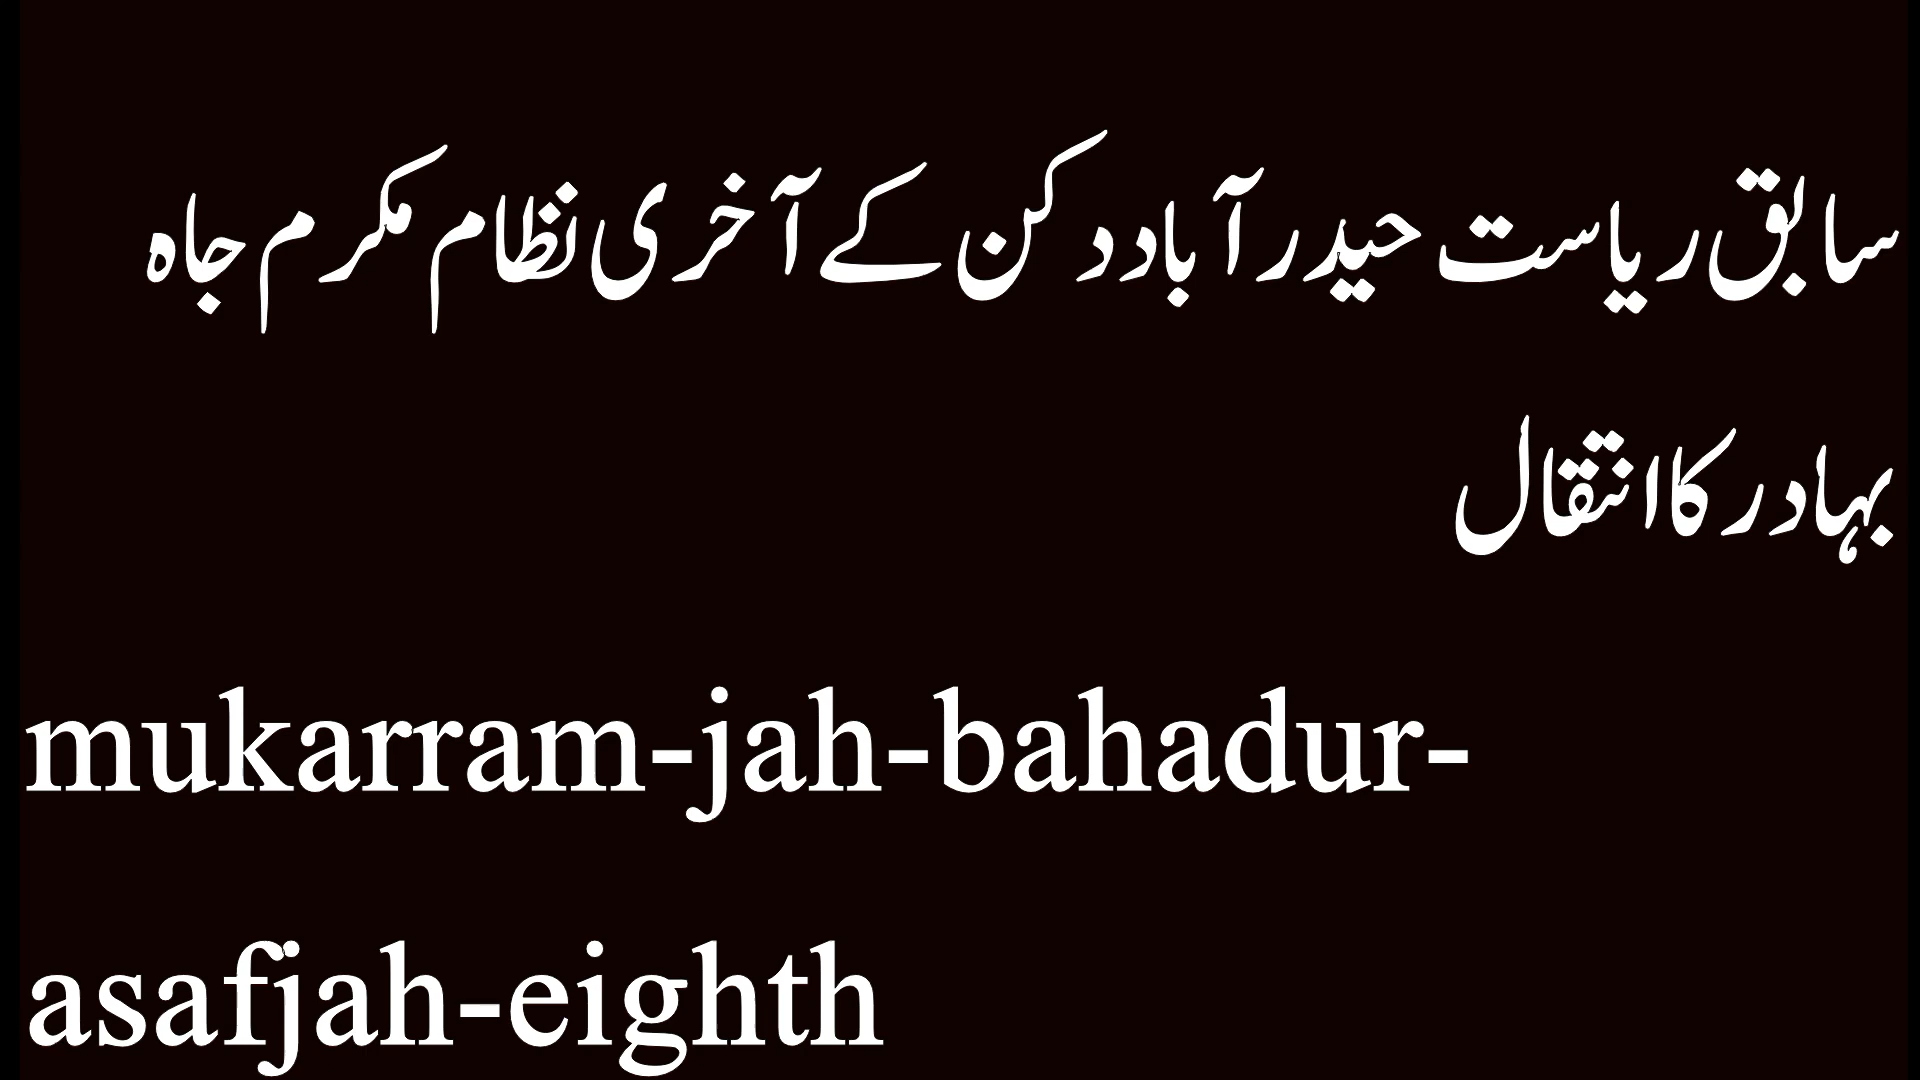 سابق ریاست حیدرآباد دکن کے آخری نظام مکرم جاہ
بہادر کا انتقال
mukarram-jah-bahadur-
asafjah-eighth